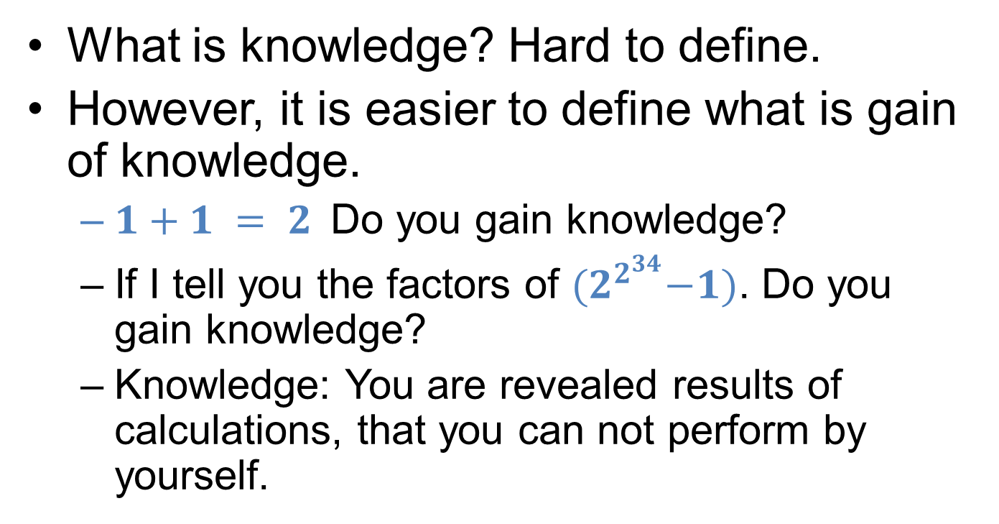 • What is knowledge? Hard to define.
• However, it is easier to define what is gain
of knowledge.
– 1 + 1 = 2 Do you gain knowledge?
– If I tell you the factors of (2^{2^{34}} −1). Do you
gain knowledge?
– Knowledge: You are revealed results of
calculations, that you can not perform by
yourself.